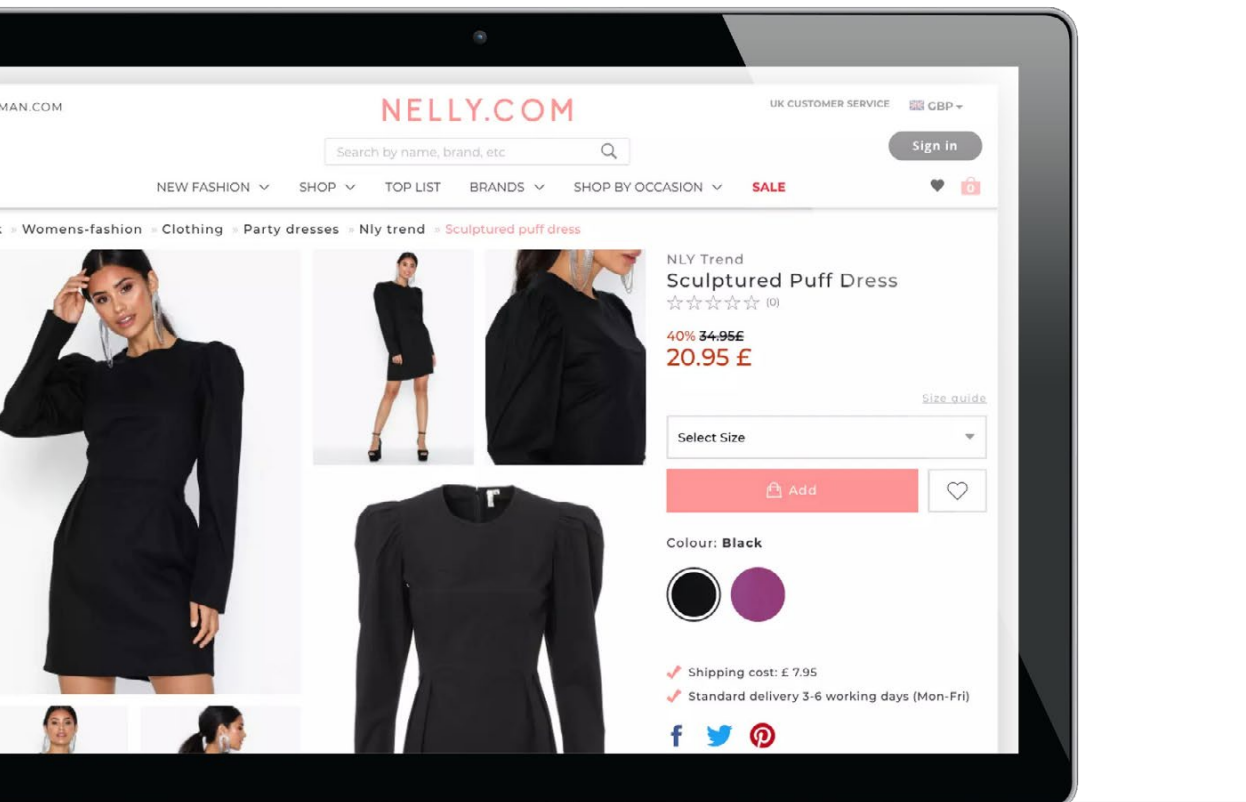 MAN.COM
NELLY.COM
UK CUSTOMER SERVICE
GBP
Search by name, brand, etc
Sign in
NEW FASHION
SHOP
TOP LIST
BRANDS
SHOP BY OCCASION
SALE
0
» Womens-fashion » Clothing » Party dresses » Nly trend » Sculptured puff dress
NLY Trend
Sculptured Puff Dress
(0)
40% 34.95£
20.95 £
Size guide
Select Size
Add
Colour: Black
Shipping cost: £ 7.95
Standard delivery 3-6 working days (Mon-Fri)